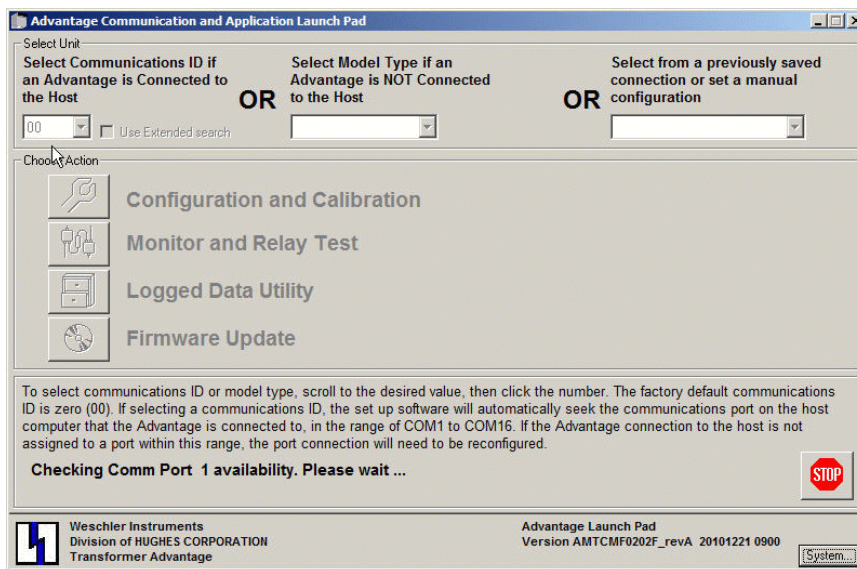 Advantage Communication and Application Launch Pad
Select Unit
Select Communications ID if
an Advantage is Connected to
the Host
OR
Select Model Type if an
Advantage is NOT Connected
to the Host
OR
Select from a previously saved
connection or set a manual
configuration
00
Use Extended search
Choose Action
Configuration and Calibration
Monitor and Relay Test
Logged Data Utility
Firmware Update
To select communications ID or model type, scroll to the desired value, then click the number. The factory default communications
ID is zero (00). If selecting a communications ID, the set up software will automatically seek the communications port on the host
computer that the Advantage is connected to, in the range of COM1 to COM16. If the Advantage connection to the host is not
assigned to a port within this range, the port connection will need to be reconfigured.
Checking Comm Port 1 availability. Please wait ...
STOP
Weschler Instruments
Division of HUGHES CORPORATION
Transformer Advantage
Advantage Launch Pad
Version AMTCMF0202F_revA 20101221 0900
System...